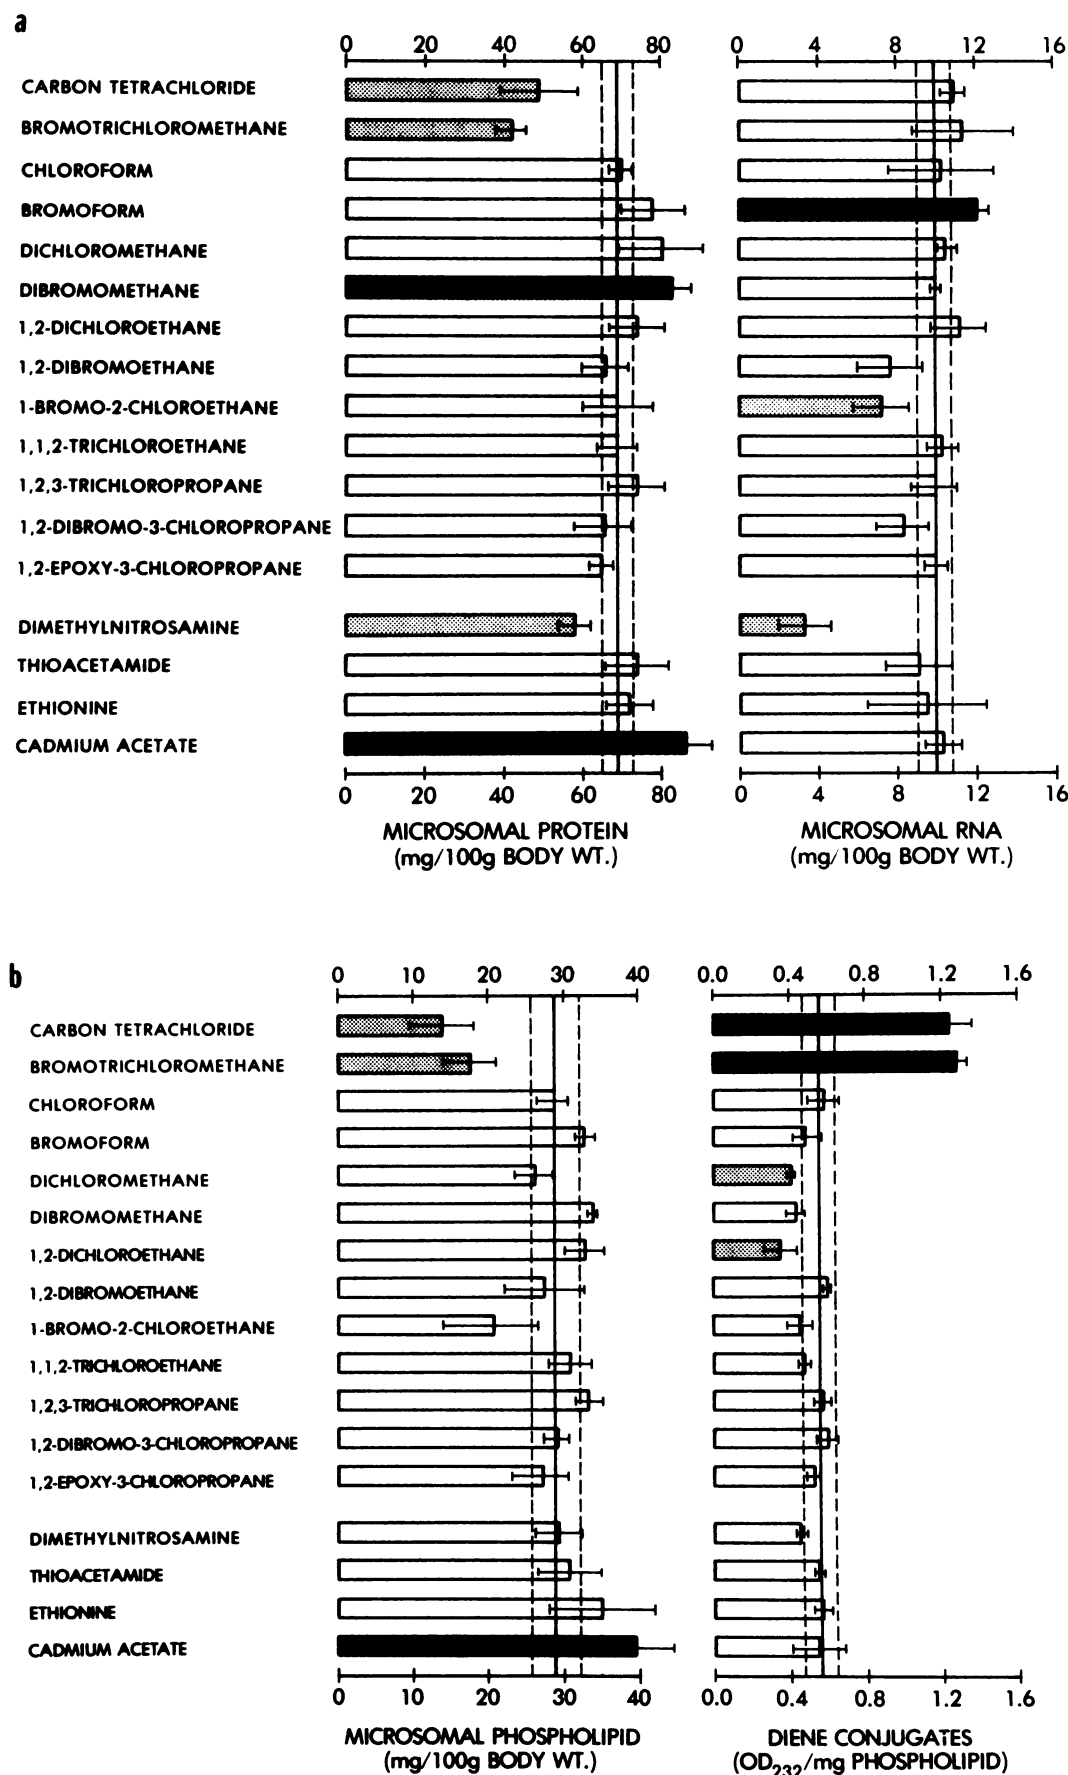 a
0 20 40 60 80 0 4 8 12 16
CARBON TETRACHLORIDE
BROMOTRICHLOROMETHANE
CHLOROFORM
BROMOFORM
DICHLOROMETHANE
DIBROMOMETHANE
1,2-DICHLOROETHANE
1,2-DIBROMOETHANE
1-BROMO-2-CHLOROETHANE
1,1,2-TRICHLOROETHANE
1,2,3-TRICHLOROPROPANE
1,2-DIBROMO-3-CHLOROPROPANE
1,2-EPOXY-3-CHLOROPROPANE
DIMETHYLNITROSAMINE
THIOACETAMIDE
ETHIONINE
CADMIUM ACETATE
0 20 40 60 80 0 4 8 12 16
MICROSOMAL PROTEIN MICROSOMAL RNA
(mg/100g BODY WT.) (mg/100g BODY WT.)
b
0 10 20 30 40 0.0 0.4 0.8 1.2 1.6
CARBON TETRACHLORIDE
BROMOTRICHLOROMETHANE
CHLOROFORM
BROMOFORM
DICHLOROMETHANE
DIBROMOMETHANE
1,2-DICHLOROETHANE
1,2-DIBROMOETHANE
1-BROMO-2-CHLOROETHANE
1,1,2-TRICHLOROETHANE
1,2,3-TRICHLOROPROPANE
1,2-DIBROMO-3-CHLOROPROPANE
1,2-EPOXY-3-CHLOROPROPANE
DIMETHYLNITROSAMINE
THIOACETAMIDE
ETHIONINE
CADMIUM ACETATE
0 10 20 30 40 0.0 0.4 0.8 1.2 1.6
MICROSOMAL PHOSPHOLIPID DIENE CONJUGATES
(mg/100g BODY WT.) (OD232/mg PHOSPHOLIPID)